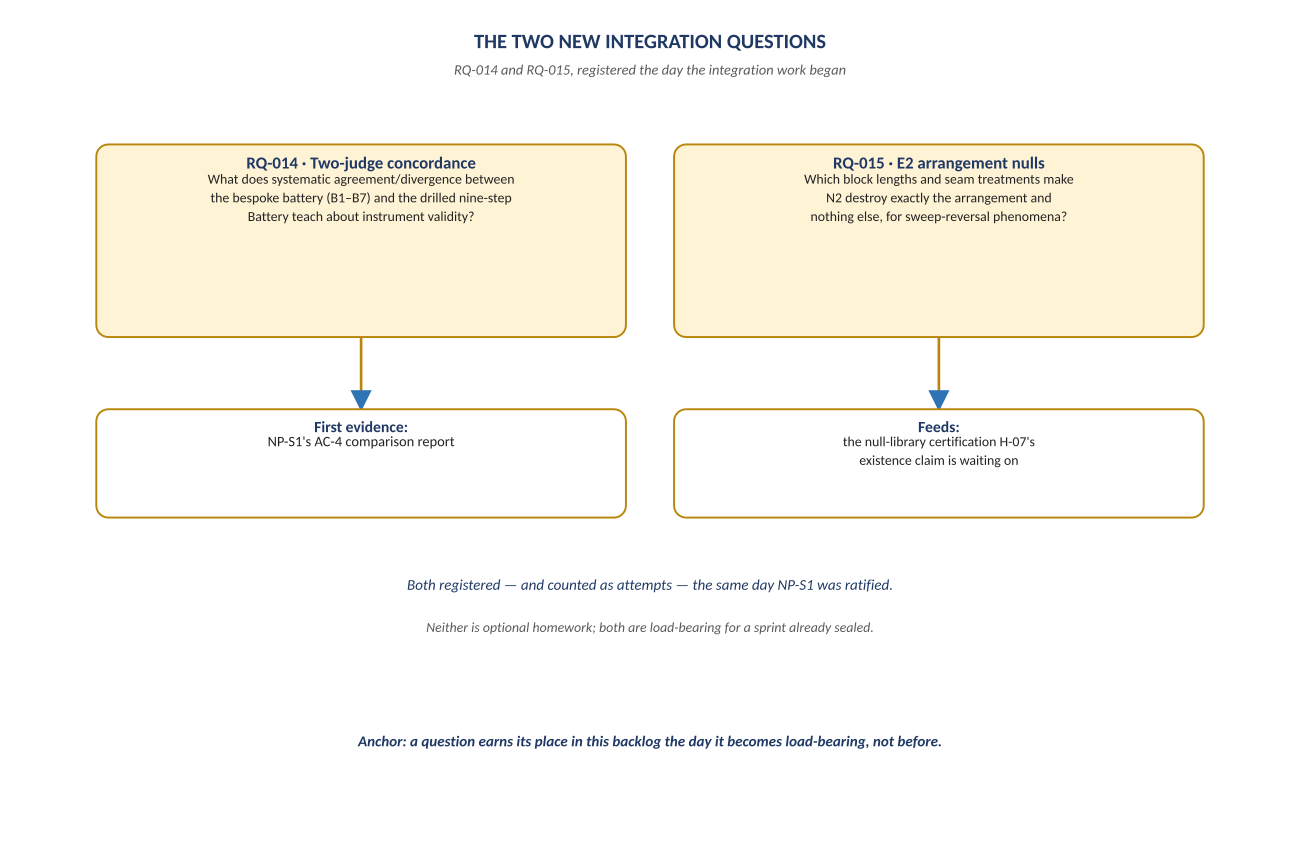 THE TWO NEW INTEGRATION QUESTIONS
RQ-014 and RQ-015, registered the day the integration work began
RQ-014 · Two-judge concordance
What does systematic agreement/divergence between
the bespoke battery (B1–B7) and the drilled nine-step
Battery teach about instrument validity?
RQ-015 · E2 arrangement nulls
Which block lengths and seam treatments make
N2 destroy exactly the arrangement and
nothing else, for sweep-reversal phenomena?
First evidence:
NP-S1's AC-4 comparison report
Feeds:
the null-library certification H-07's
existence claim is waiting on
Both registered — and counted as attempts — the same day NP-S1 was ratified.
Neither is optional homework; both are load-bearing for a sprint already sealed.
Anchor: a question earns its place in this backlog the day it becomes load-bearing, not before.